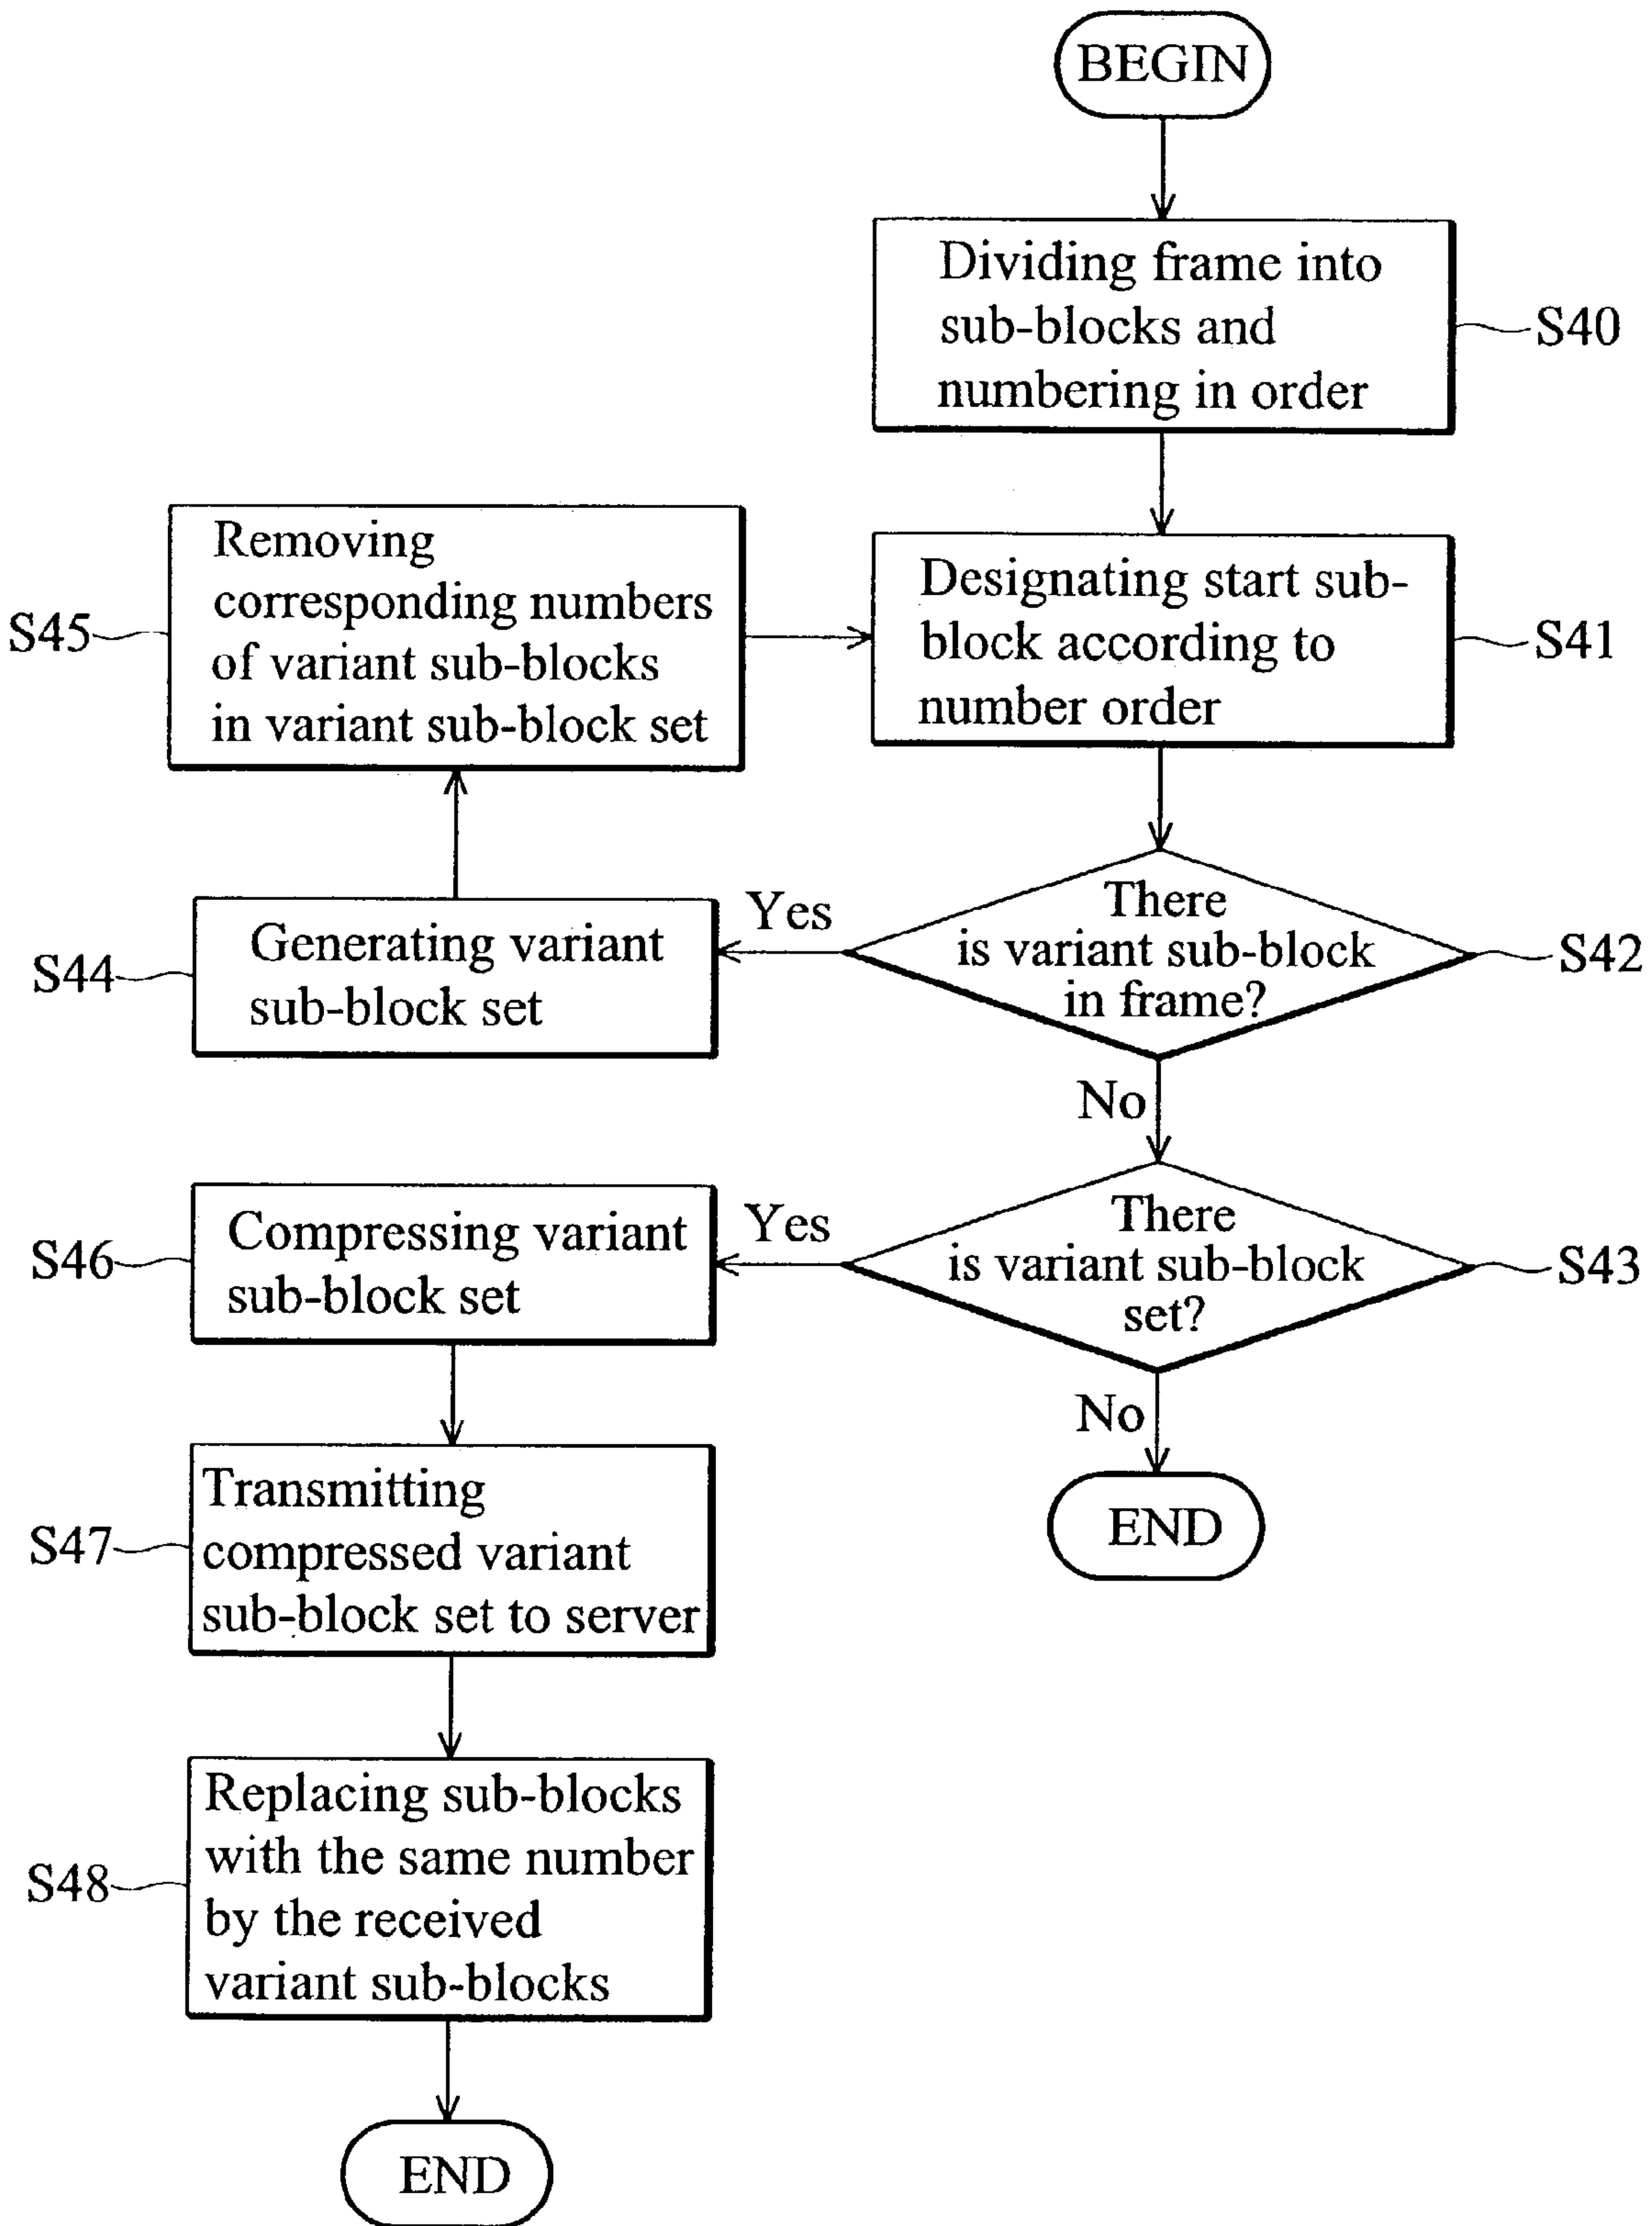 BEGIN
Dividing frame into
sub-blocks and
numbering in order
S40
Removing
corresponding numbers
of variant sub-blocks
in variant sub-block set
S45
Designating start sub-
block according to
number order
S41
There
is variant sub-block
in frame?
S42
Yes
Generating variant
sub-block set
S44
No
There
is variant sub-block
set?
S43
Yes
Compressing variant
sub-block set
S46
No
END
Transmitting
compressed variant
sub-block set to server
S47
Replacing sub-blocks
with the same number
by the received
variant sub-blocks
S48
END